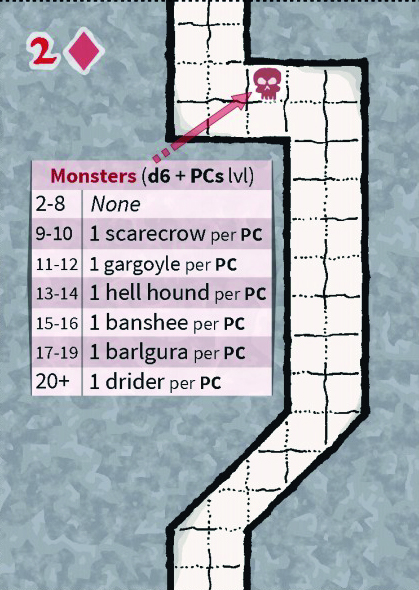 2
Monsters (d6 + PCs lvl)
2-8 None
9-10 1 scarecrow per PC
11-12 1 gargoyle per PC
13-14 1 hell hound per PC
15-16 1 banshee per PC
17-19 1 barlgura per PC
20+ 1 drider per PC